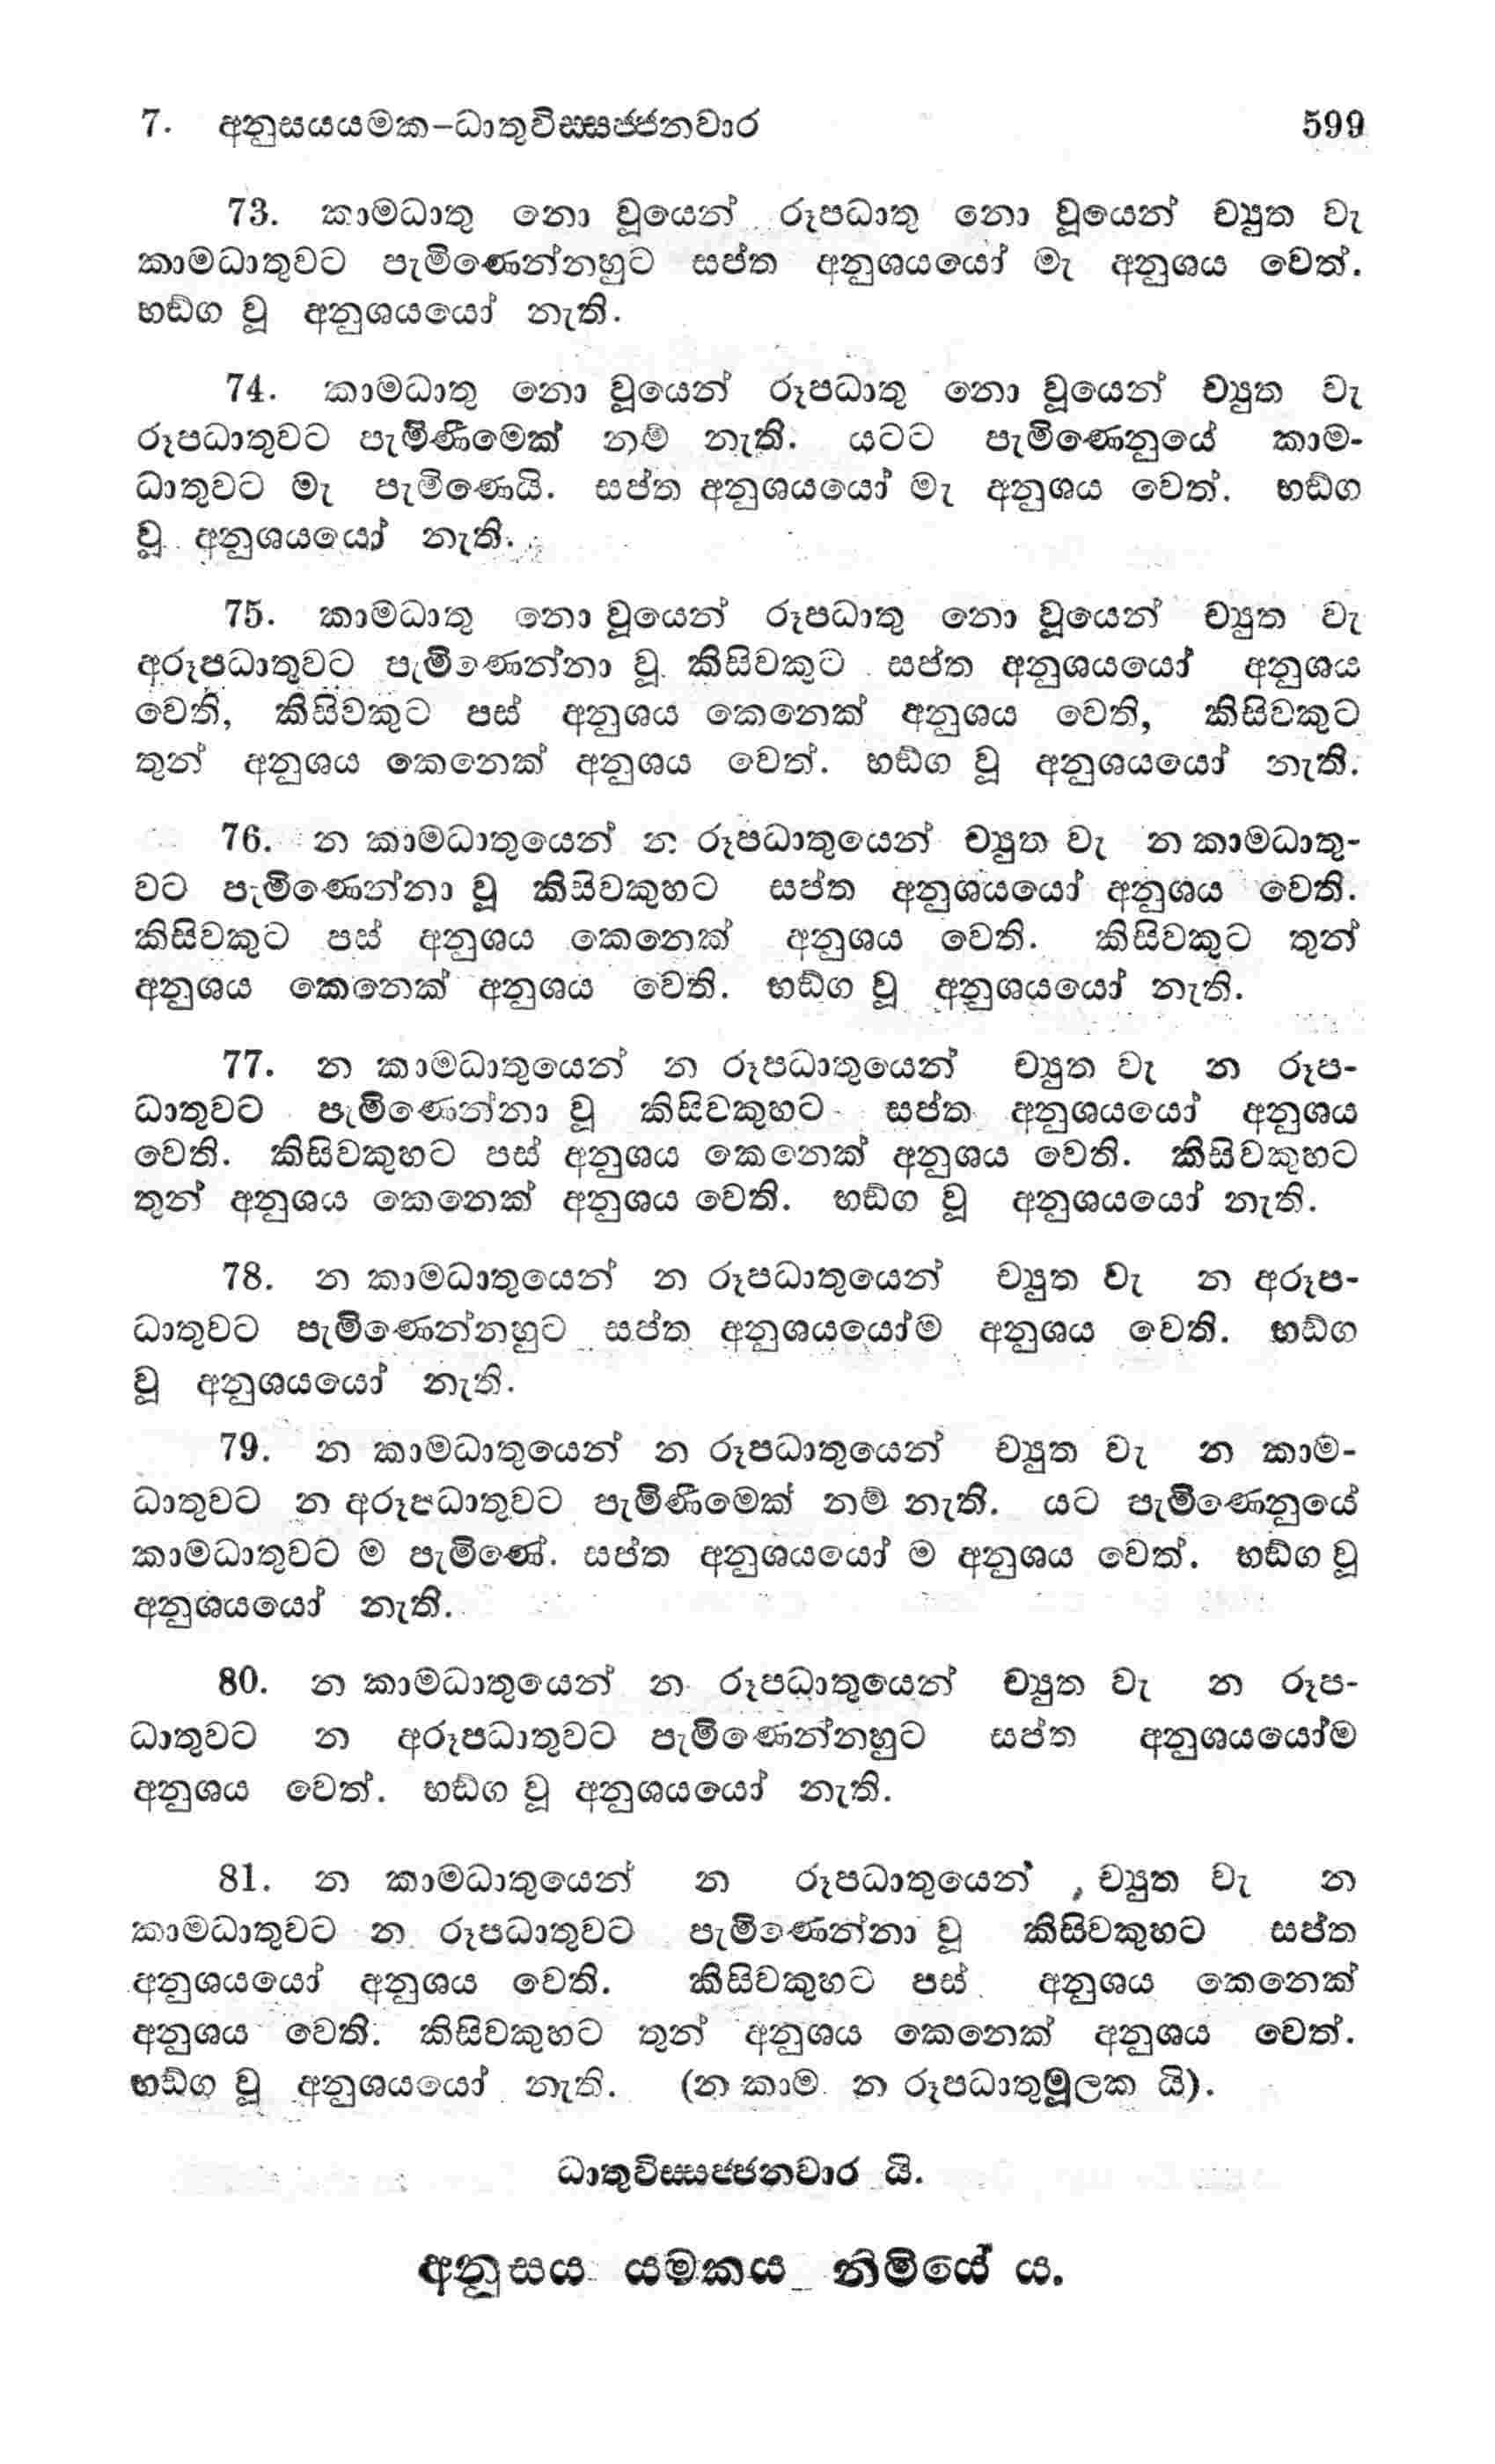 7. අනුසයයමක–ධාතුවිස්සජ්ජනවාර 599
73. කාමධාතු නො වූයෙන් රූපධාතු නො වූයෙන් ච්‍යුත වැ
කාමධාතුවට පැමිණෙන්නහුට සප්ත අනුශයයෝ මැ අනුශය වෙත්.
භඞ්ග වූ අනුශයයෝ නැති.
74. කාමධාතු නො වූයෙන් රූපධාතු නො වූයෙන් ච්‍යුත වැ
රූපධාතුවට පැමිණීමෙක් නම් නැති. යටට පැමිණෙනුයේ කාම-
ධාතුවට මැ පැමිණෙයි. සප්ත අනුශයයෝ මැ අනුශය වෙත්. භඞ්ග
වූ අනුශයයෝ නැති.
75. කාමධාතු නො වූයෙන් රූපධාතු නො වූයෙන් ච්‍යුත වැ
අරූපධාතුවට පැමිණෙන්නා වූ කිසිවකුට සප්ත අනුශයයෝ අනුශය
වෙති, කිසිවකුට පස් අනුශය කෙනෙක් අනුශය වෙති, කිසිවකුට
තුන් අනුශය කෙනෙක් අනුශය වෙත්. භඞ්ග වූ අනුශයයෝ නැති.
76. න කාමධාතුයෙන් න රූපධාතුයෙන් ච්‍යුත වැ න කාමධාතු-
වට පැමිණෙන්නා වූ කිසිවකුහට සප්ත අනුශයයෝ අනුශය වෙති.
කිසිවකුට පස් අනුශය කෙනෙක් අනුශය වෙති. කිසිවකුට තුන්
අනුශය කෙනෙක් අනුශය වෙති. භඞ්ග වූ අනුශයයෝ නැති.
77. න කාමධාතුයෙන් න රූපධාතුයෙන් ච්‍යුත වැ න රූප-
ධාතුවට පැමිණෙන්නා වූ කිසිවකුහට සප්ත අනුශයයෝ අනුශය
වෙති. කිසිවකුහට පස් අනුශය කෙනෙක් අනුශය වෙති. කිසිවකුහට
තුන් අනුශය කෙනෙක් අනුශය වෙති. භඞ්ග වූ අනුශයයෝ නැති.
78. න කාමධාතුයෙන් න රූපධාතුයෙන් ච්‍යුත වැ න අරූප-
ධාතුවට පැමිණෙන්නහුට සප්ත අනුශයයෝම අනුශය වෙති. භඞ්ග
වූ අනුශයයෝ නැති.
79. න කාමධාතුයෙන් න රූපධාතුයෙන් ච්‍යුත වැ න කාම-
ධාතුවට න අරූපධාතුවට පැමිණීමෙක් නම් නැති. යට පැමිණෙනුයේ
කාමධාතුවට ම පැමිණේ. සප්ත අනුශයයෝ ම අනුශය වෙත්. භඞ්ග වූ
අනුශයයෝ නැති.
80. න කාමධාතුයෙන් න රූපධාතුයෙන් ච්‍යුත වැ න රූප-
ධාතුවට න අරූපධාතුවට පැමිණෙන්නහුට සප්ත අනුශයයෝම
අනුශය වෙත්. භඞ්ග වූ අනුශයයෝ නැති.
81. න කාමධාතුයෙන් න රූපධාතුයෙන් ච්‍යුත වැ න
කාමධාතුවට න රූපධාතුවට පැමිණෙන්නා වූ කිසිවකුහට සප්ත
අනුශයයෝ අනුශය වෙති. කිසිවකුහට පස් අනුශය කෙනෙක්
අනුශය වෙති. කිසිවකුහට තුන් අනුශය කෙනෙක් අනුශය වෙත්.
භඞ්ග වූ අනුශයයෝ නැති. (න කාම න රූපධාතුමූලක යි).
ධාතුවිස්සජ්ජනවාර යි.
අනුසය යමකය නිමියේ ය.